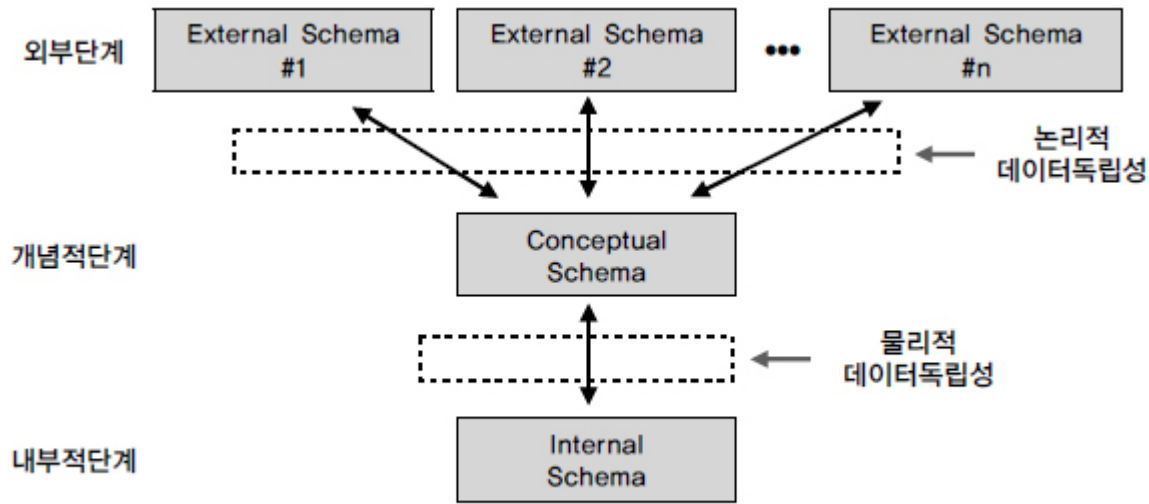 외부단계
External Schema
#1
External Schema
#2
•••
External Schema
#n
논리적
데이터독립성
개념적단계
Conceptual
Schema
물리적
데이터독립성
내부적단계
Internal
Schema